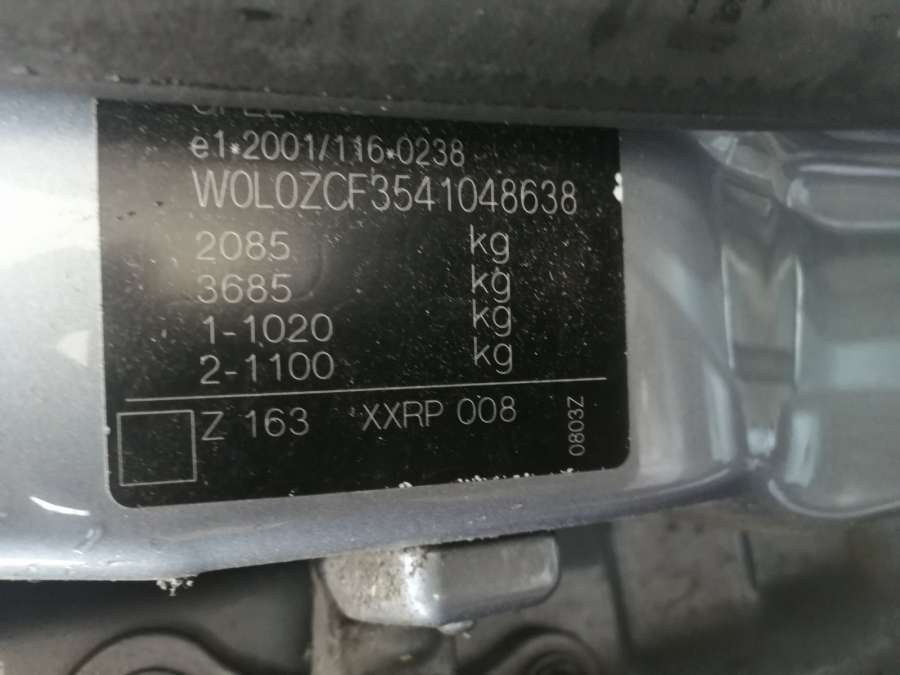 OPEL
e1*2001/116*0238
W0L0ZCF3541048638
2085 kg
3685 kg
1-1020 kg
2-1100 kg
Z 163 XXRP 008
0803Z